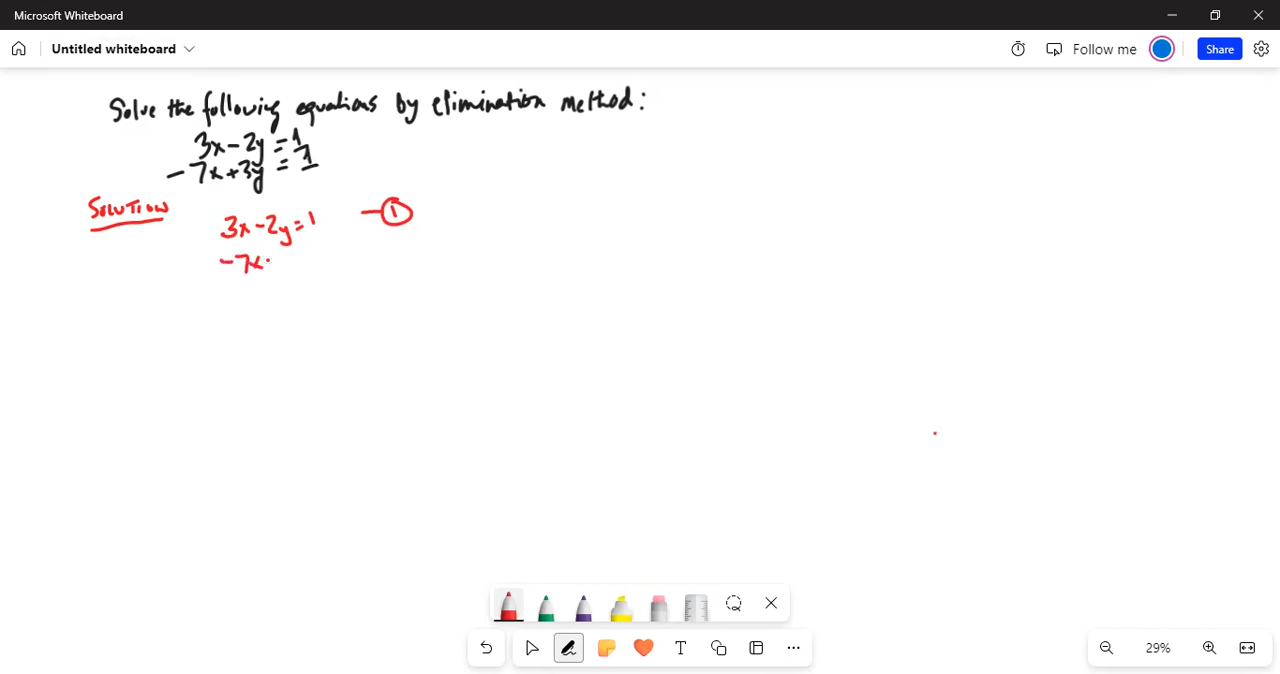 Microsoft Whiteboard
Untitled whiteboard
Follow me
Share
Solve the following equations by elimination method:
3x - 2y = 1
- 7x + 3y = 1
SOLUTION
3x - 2y = 1 — ①
- 7x
T
29%